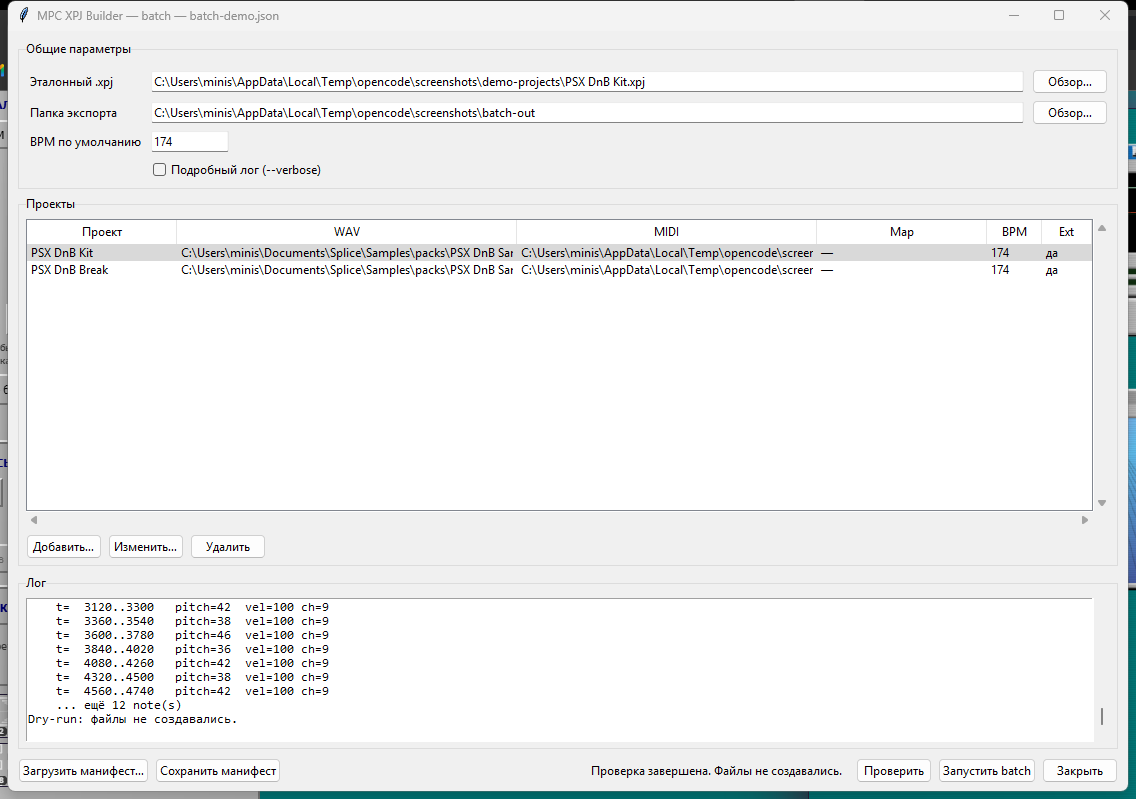 MPC XPJ Builder — batch — batch-demo.json
Общие параметры
Эталонный .xpj C:\Users\minis\AppData\Local\Temp\opencode\screenshots\demo-projects\PSX DnB Kit.xpj Обзор...
Папка экспорта C:\Users\minis\AppData\Local\Temp\opencode\screenshots\batch-out Обзор...
BPM по умолчанию 174
Подробный лог (--verbose)
Проекты
Проект WAV MIDI Map BPM Ext
PSX DnB Kit C:\Users\minis\Documents\Splice\Samples\packs\PSX DnB Sar C:\Users\minis\AppData\Local\Temp\opencode\screer — 174 да
PSX DnB Break C:\Users\minis\Documents\Splice\Samples\packs\PSX DnB Sar C:\Users\minis\AppData\Local\Temp\opencode\screer — 174 да
Добавить... Изменить... Удалить
Лог
t= 3120..3300 pitch=42 vel=100 ch=9
t= 3360..3540 pitch=38 vel=100 ch=9
t= 3600..3780 pitch=46 vel=100 ch=9
t= 3840..4020 pitch=36 vel=100 ch=9
t= 4080..4260 pitch=42 vel=100 ch=9
t= 4320..4500 pitch=38 vel=100 ch=9
t= 4560..4740 pitch=42 vel=100 ch=9
... ещё 12 note(s)
Dry-run: файлы не создавались.
Загрузить манифест... Сохранить манифест Проверка завершена. Файлы не создавались. Проверить Запустить batch Закрыть